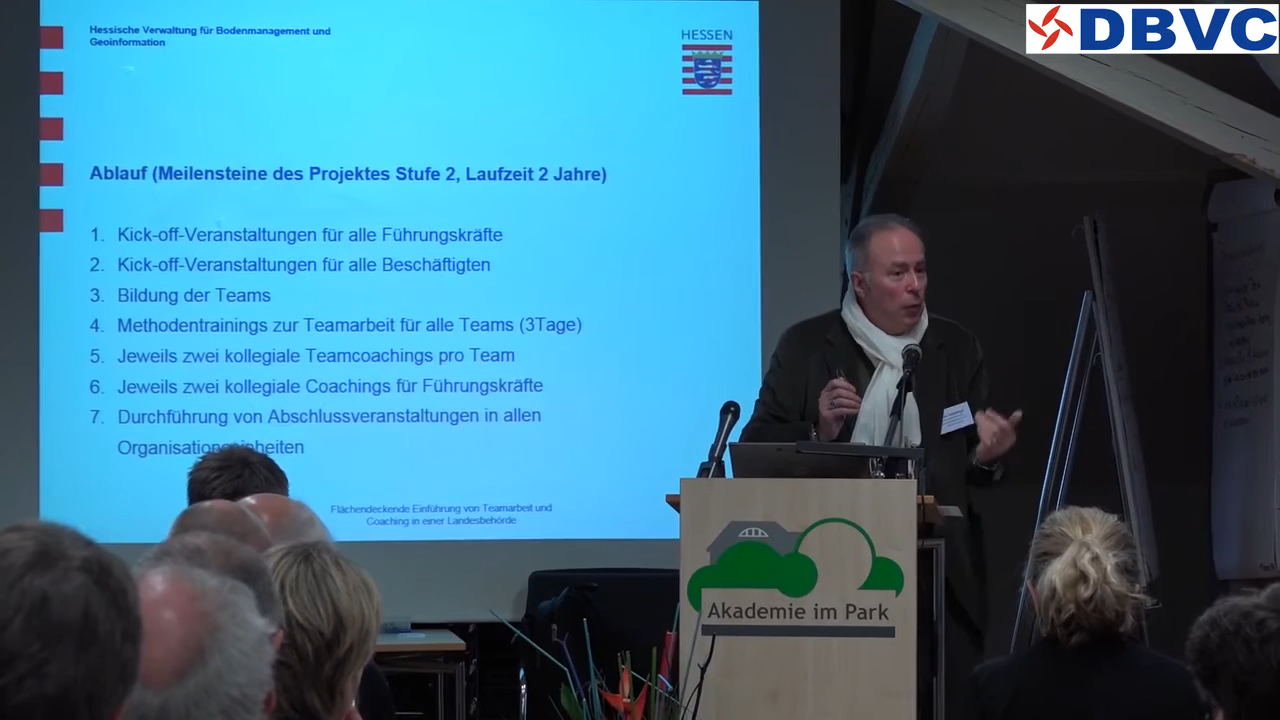 DBVC
Hessische Verwaltung für Bodenmanagement und
Geoinformation
HESSEN
Ablauf (Meilensteine des Projektes Stufe 2, Laufzeit 2 Jahre)
1. Kick-off-Veranstaltungen für alle Führungskräfte
2. Kick-off-Veranstaltungen für alle Beschäftigten
3. Bildung der Teams
4. Methodentrainings zur Teamarbeit für alle Teams (3Tage)
5. Jeweils zwei kollegiale Teamcoachings pro Team
6. Jeweils zwei kollegiale Coachings für Führungskräfte
7. Durchführung von Abschlussveranstaltungen in allen
Organisationseinheiten
Flächendeckende Einführung von Teamarbeit und
Coaching in einer Landesbehörde
Akademie im Park